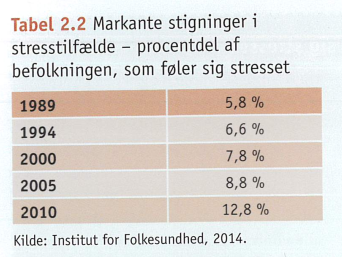 Tabel 2.2 Markante stigninger i
stresstilfælde – procentdel af
befolkningen, som føler sig stresset
1989 5,8 %
1994 6,6 %
2000 7,8 %
2005 8,8 %
2010 12,8 %
Kilde: Institut for Folkesundhed, 2014.